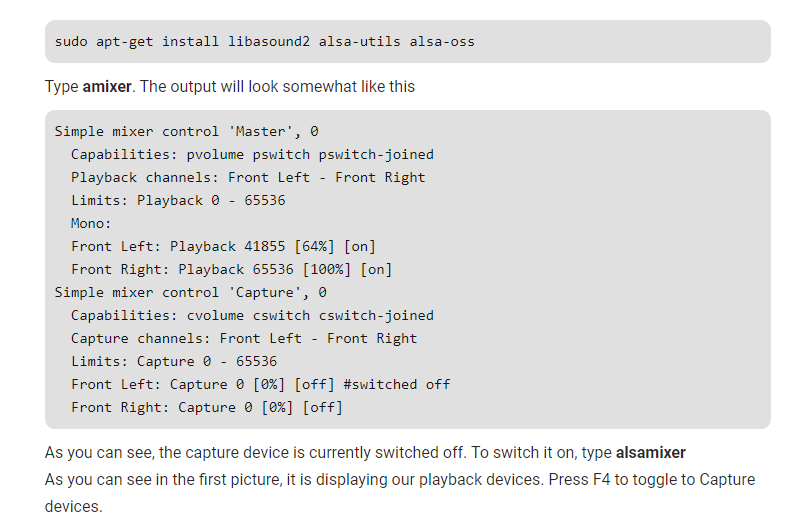 sudo apt-get install libasound2 alsa-utils alsa-oss
Type amixer. The output will look somewhat like this
Simple mixer control 'Master', 0
  Capabilities: pvolume pswitch pswitch-joined
  Playback channels: Front Left - Front Right
  Limits: Playback 0 - 65536
  Mono:
  Front Left: Playback 41855 [64%] [on]
  Front Right: Playback 65536 [100%] [on]
Simple mixer control 'Capture', 0
  Capabilities: cvolume cswitch cswitch-joined
  Capture channels: Front Left - Front Right
  Limits: Capture 0 - 65536
  Front Left: Capture 0 [0%] [off] #switched off
  Front Right: Capture 0 [0%] [off]
As you can see, the capture device is currently switched off. To switch it on, type alsamixer
As you can see in the first picture, it is displaying our playback devices. Press F4 to toggle to Capture
devices.